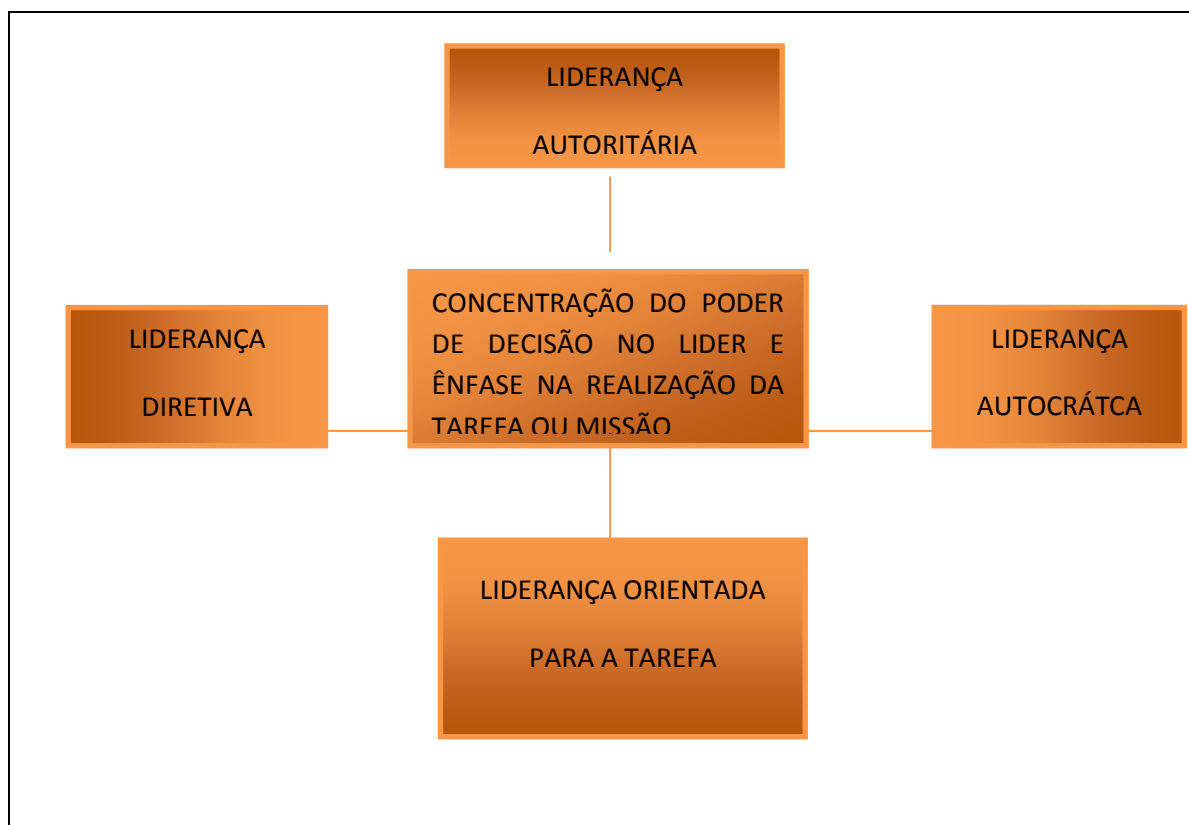 LIDERANÇA
AUTORITÁRIA
LIDERANÇA
DIRETIVA
CONCENTRAÇÃO DO PODER
DE DECISÃO NO LIDER E
ÊNFASE NA REALIZAÇÃO DA
TAREFA OU MISSÃO
LIDERANÇA
AUTOCRÁTCA
LIDERANÇA ORIENTADA
PARA A TAREFA